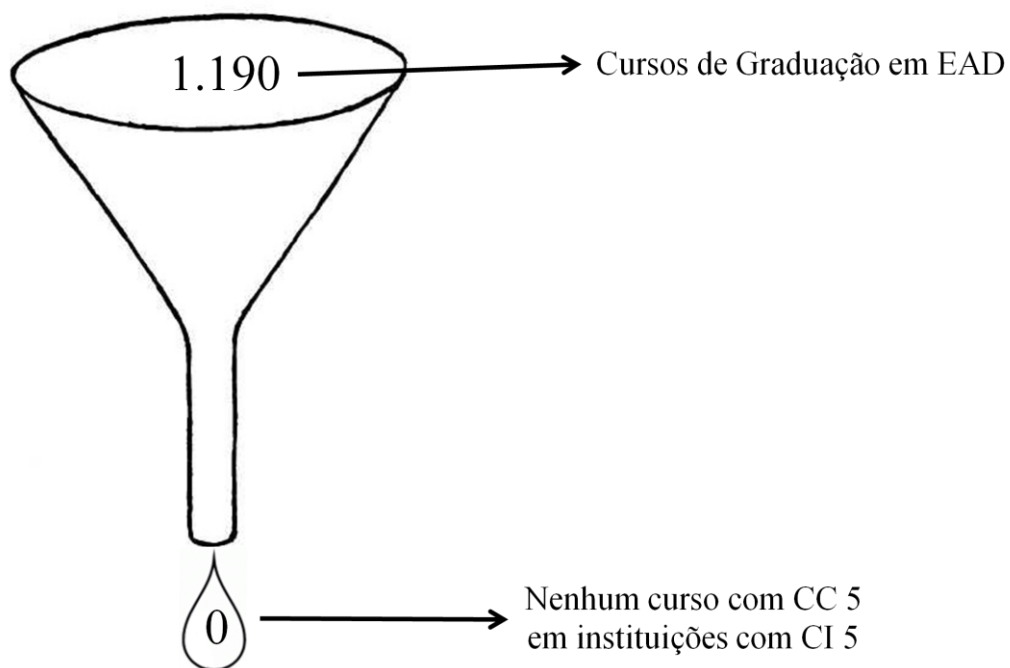 1.190
Cursos de Graduação em EAD
0
Nenhum curso com CC 5
em instituições com CI 5